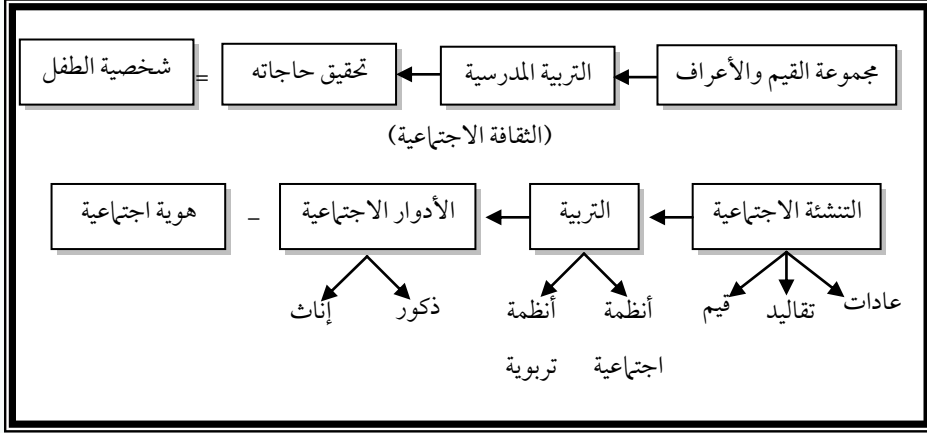 مجموعة القيم والأعراف التربية المدرسية تحقيق حاجاته = شخصية الطفل
(الثقافة الاجتماعية)
التنشئة الاجتماعية التربية الأدوار الاجتماعية – هوية اجتماعية
عادات تقاليد قيم أنظمة أنظمة ذكور إناث
اجتماعية تربوية